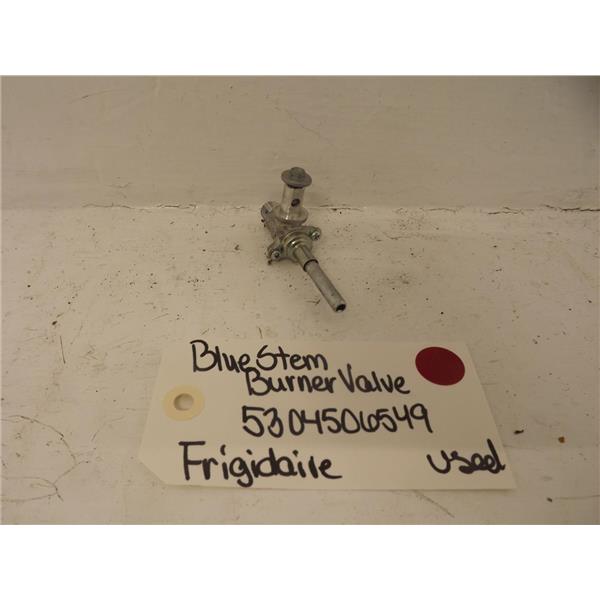 Blue Stem
Burner Valve
5304506549
Frigidaire used